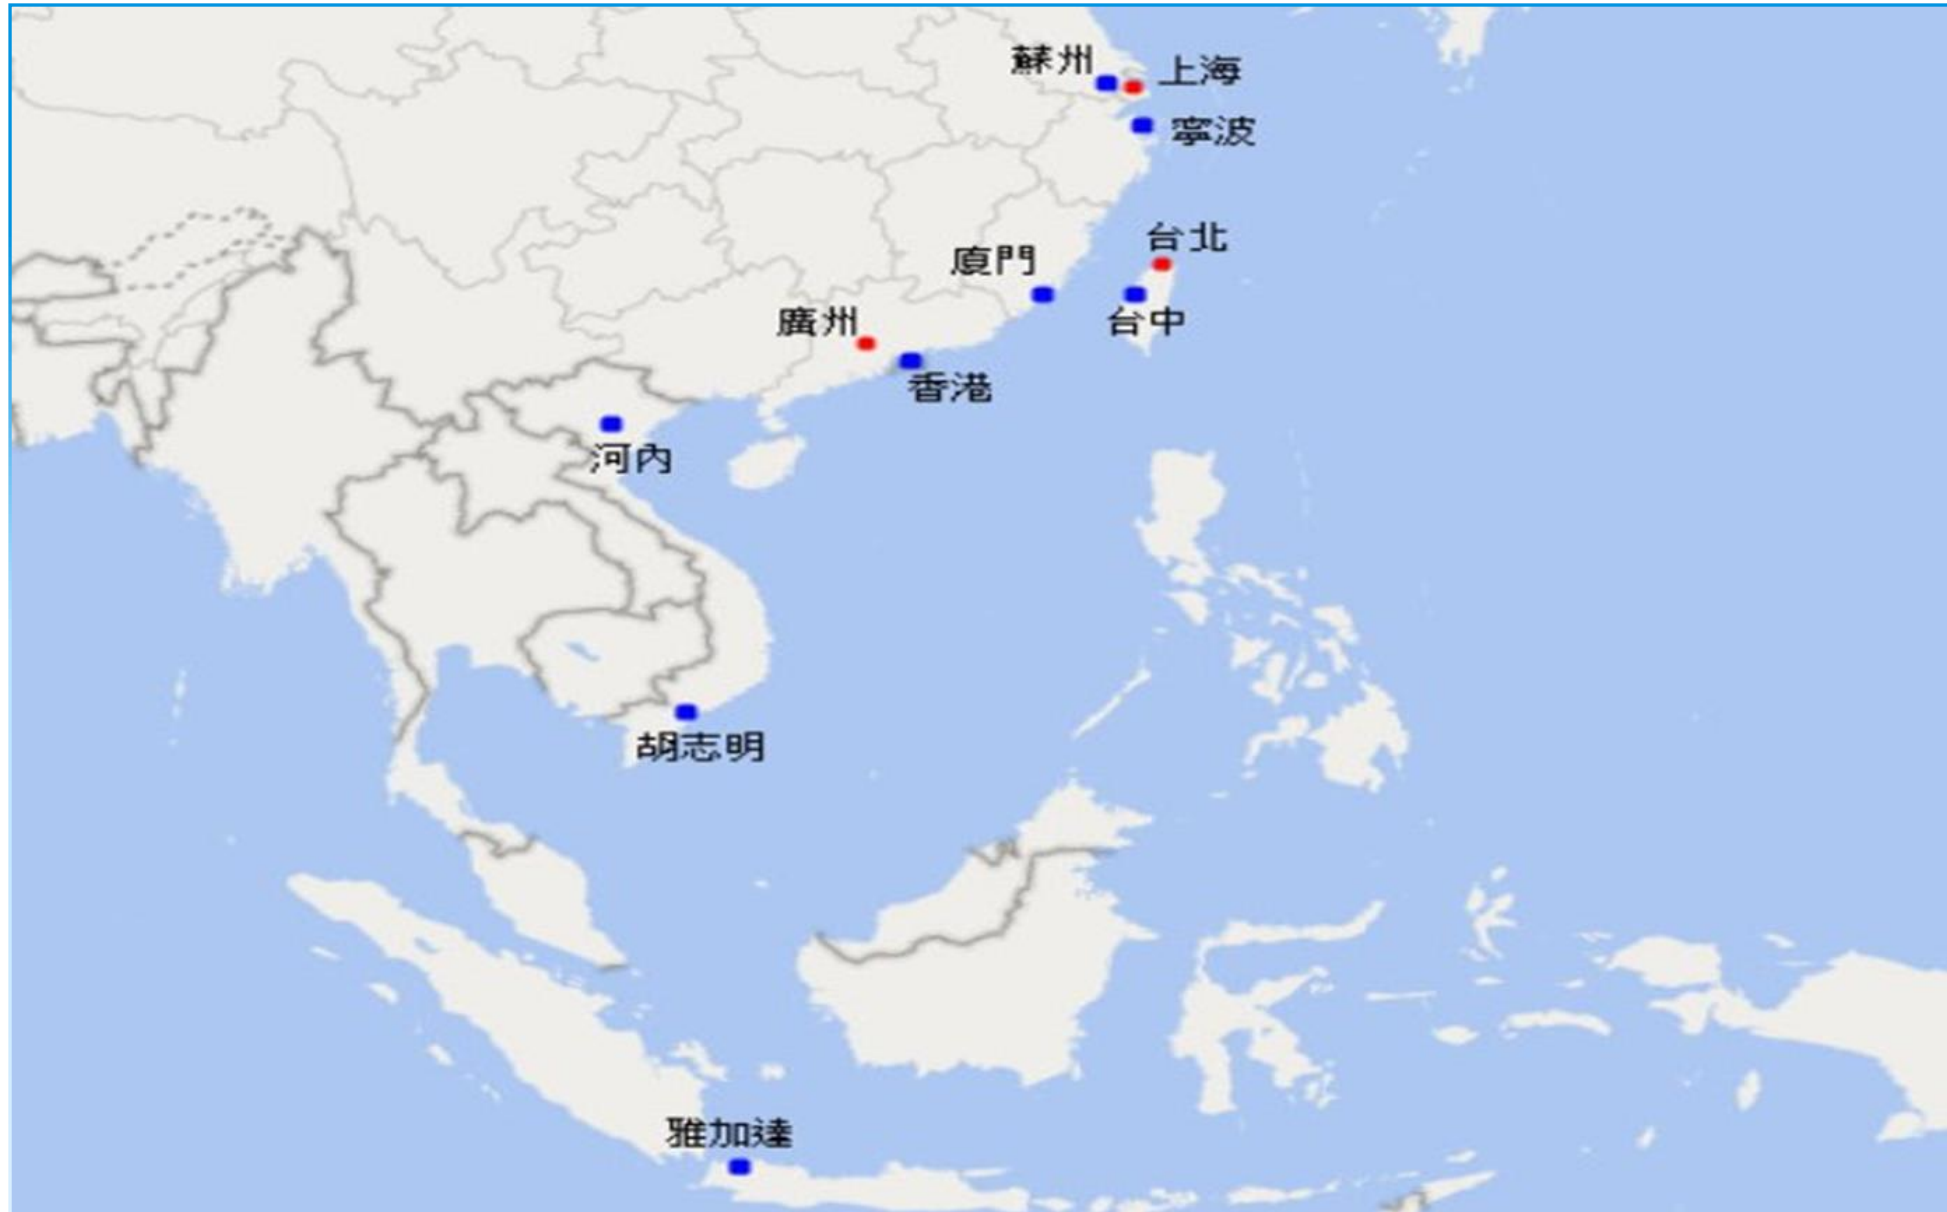 蘇州
上海
寧波
台北
廈門
台中
廣州
香港
河內
胡志明
雅加達